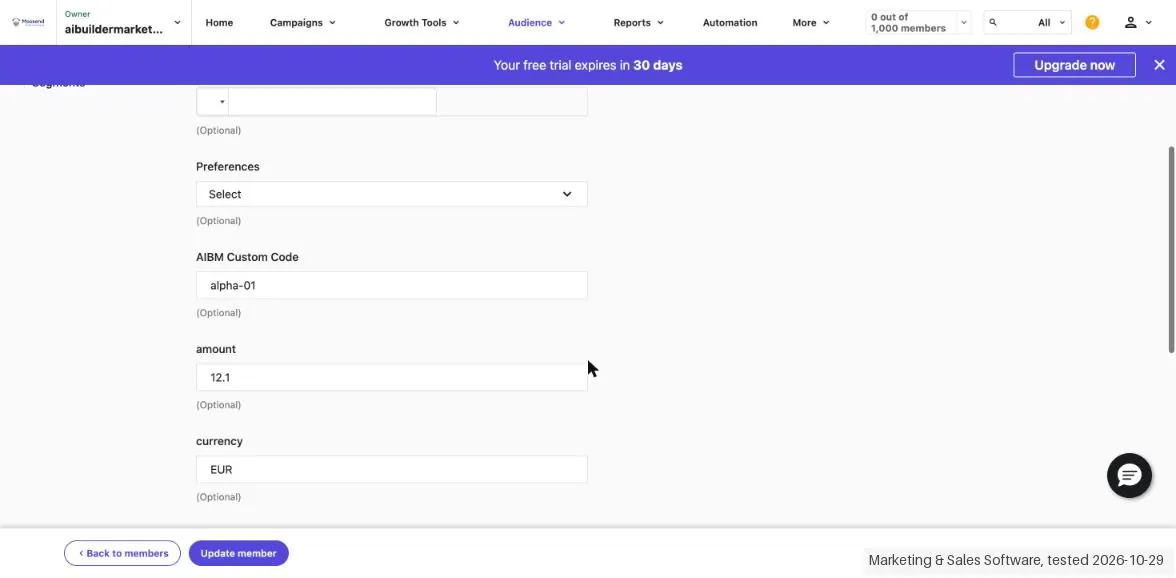 Moosend
Owner
aibuildermarket...
Home
Campaigns
Growth Tools
Audience
Reports
Automation
More
0 out of
1,000 members
All
?
Your free trial expires in 30 days
Upgrade now
Segments
(Optional)
Preferences
Select
(Optional)
AIBM Custom Code
alpha-01
(Optional)
amount
12.1
(Optional)
currency
EUR
(Optional)
‹ Back to members
Update member
Marketing & Sales Software, tested 2026-10-29